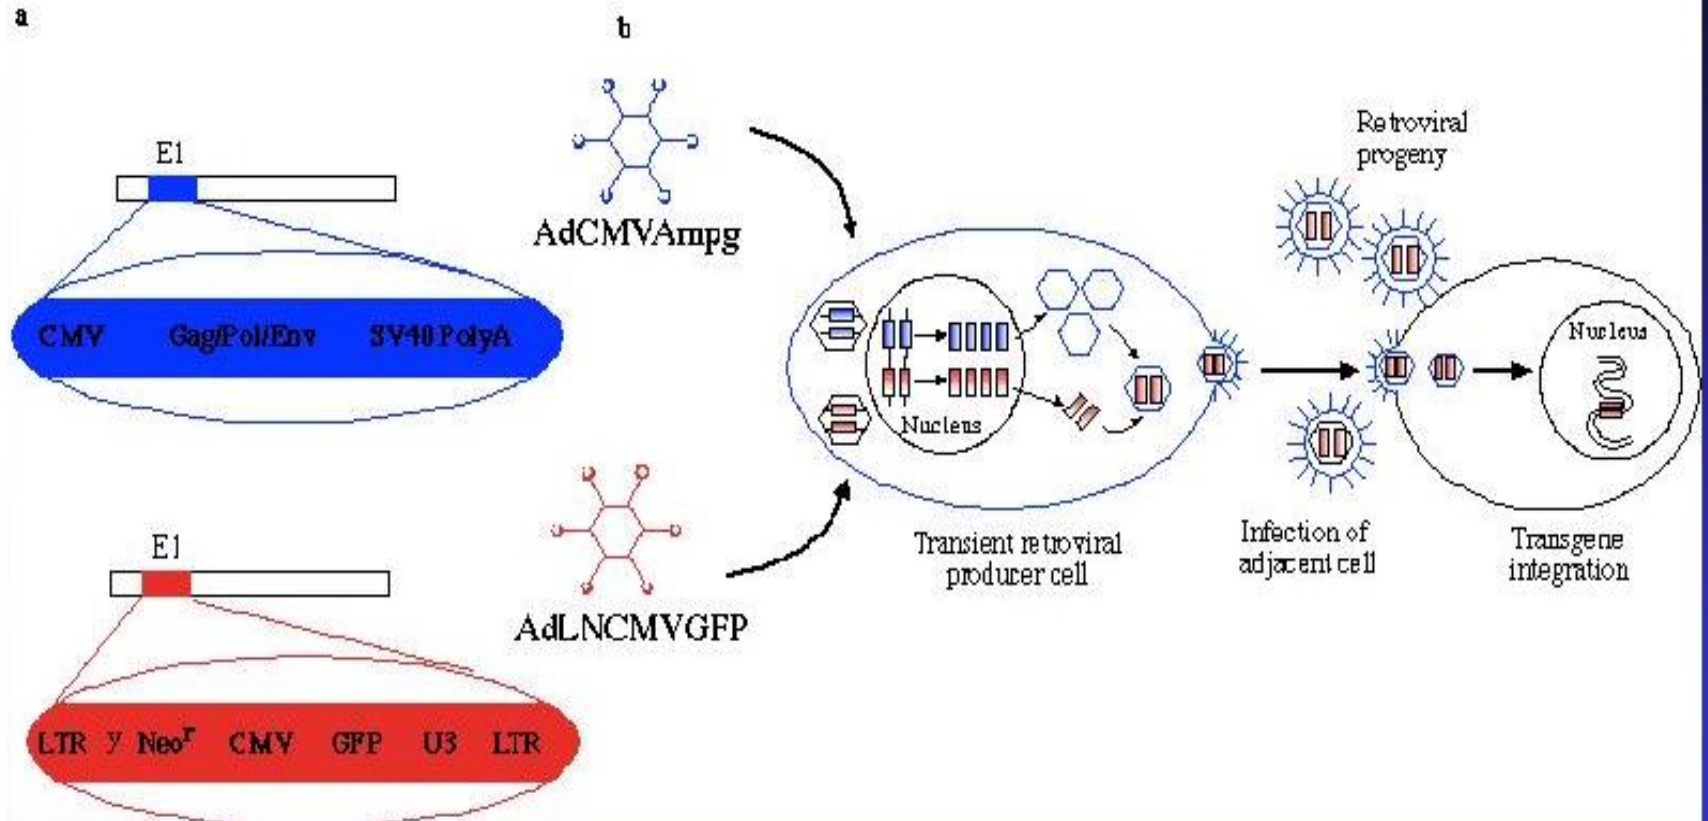 a
b
E1
CMV Gag/Pol/Env SV40 PolyA
AdCMVAmpg
E1
LTR y Neoʳ CMV GFP U3 LTR
AdLNCMVGFP
Nucleus
Transient retroviral
producer cell
Retroviral
progeny
Infection of
adjacent cell
Nucleus
Transgene
integration